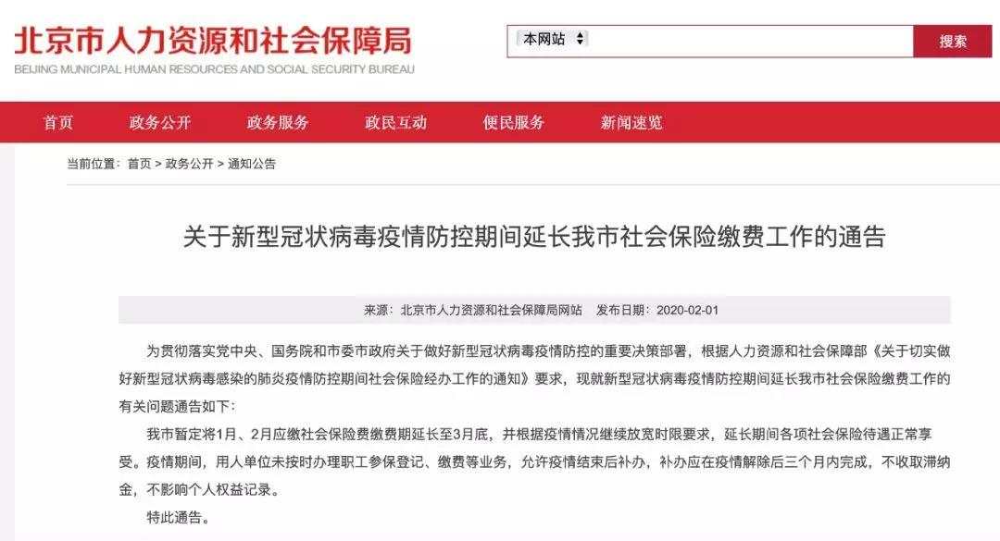 北京市人力资源和社会保障局
BEIJING MUNICIPAL HUMAN RESOURCES AND SOCIAL SECURITY BUREAU
本网站
搜索
首页 政务公开 政务服务 政民互动 便民服务 新闻速览
当前位置：首页 > 政务公开 > 通知公告
关于新型冠状病毒疫情防控期间延长我市社会保险缴费工作的通告
来源：北京市人力资源和社会保障局网站 发布日期：2020-02-01
为贯彻落实党中央、国务院和市委市政府关于做好新型冠状病毒疫情防控的重要决策部署，根据人力资源和社会保障部《关于切实做
好新型冠状病毒感染的肺炎疫情防控期间社会保险经办工作的通知》要求，现就新型冠状病毒疫情防控期间延长我市社会保险缴费工作的
有关问题通告如下：
我市暂定将1月、2月应缴社会保险费缴费期延长至3月底，并根据疫情情况继续放宽时限要求，延长期间各项社会保险待遇正常享
受。疫情期间，用人单位未按时办理职工参保登记、缴费等业务，允许疫情结束后补办，补办应在疫情解除后三个月内完成，不收取滞纳
金，不影响个人权益记录。
特此通告。